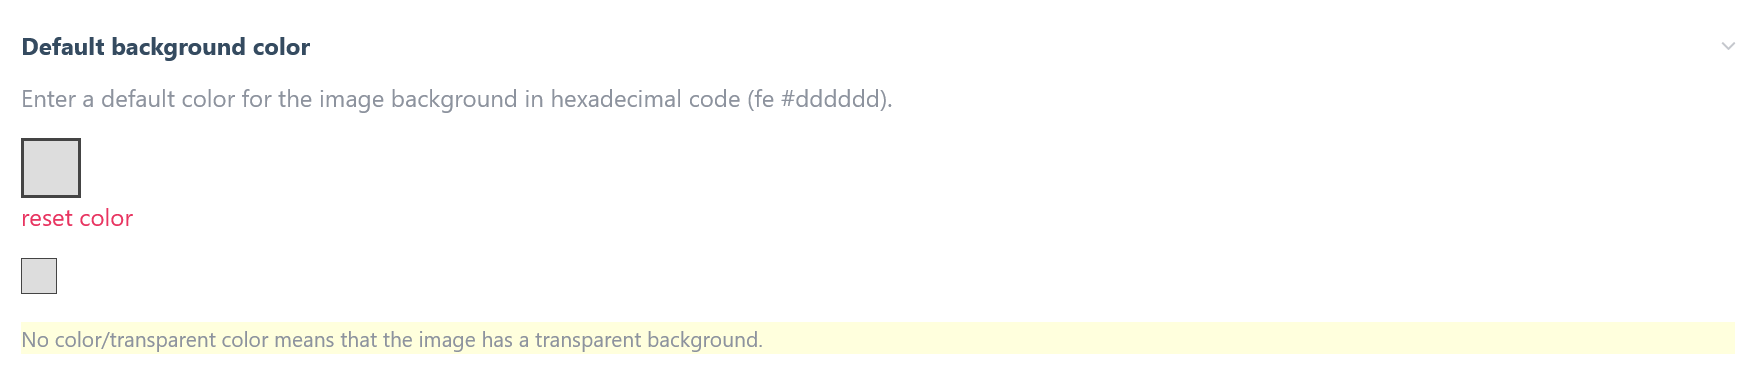 Default background color
Enter a default color for the image background in hexadecimal code (fe #dddddd).
reset color
No color/transparent color means that the image has a transparent background.